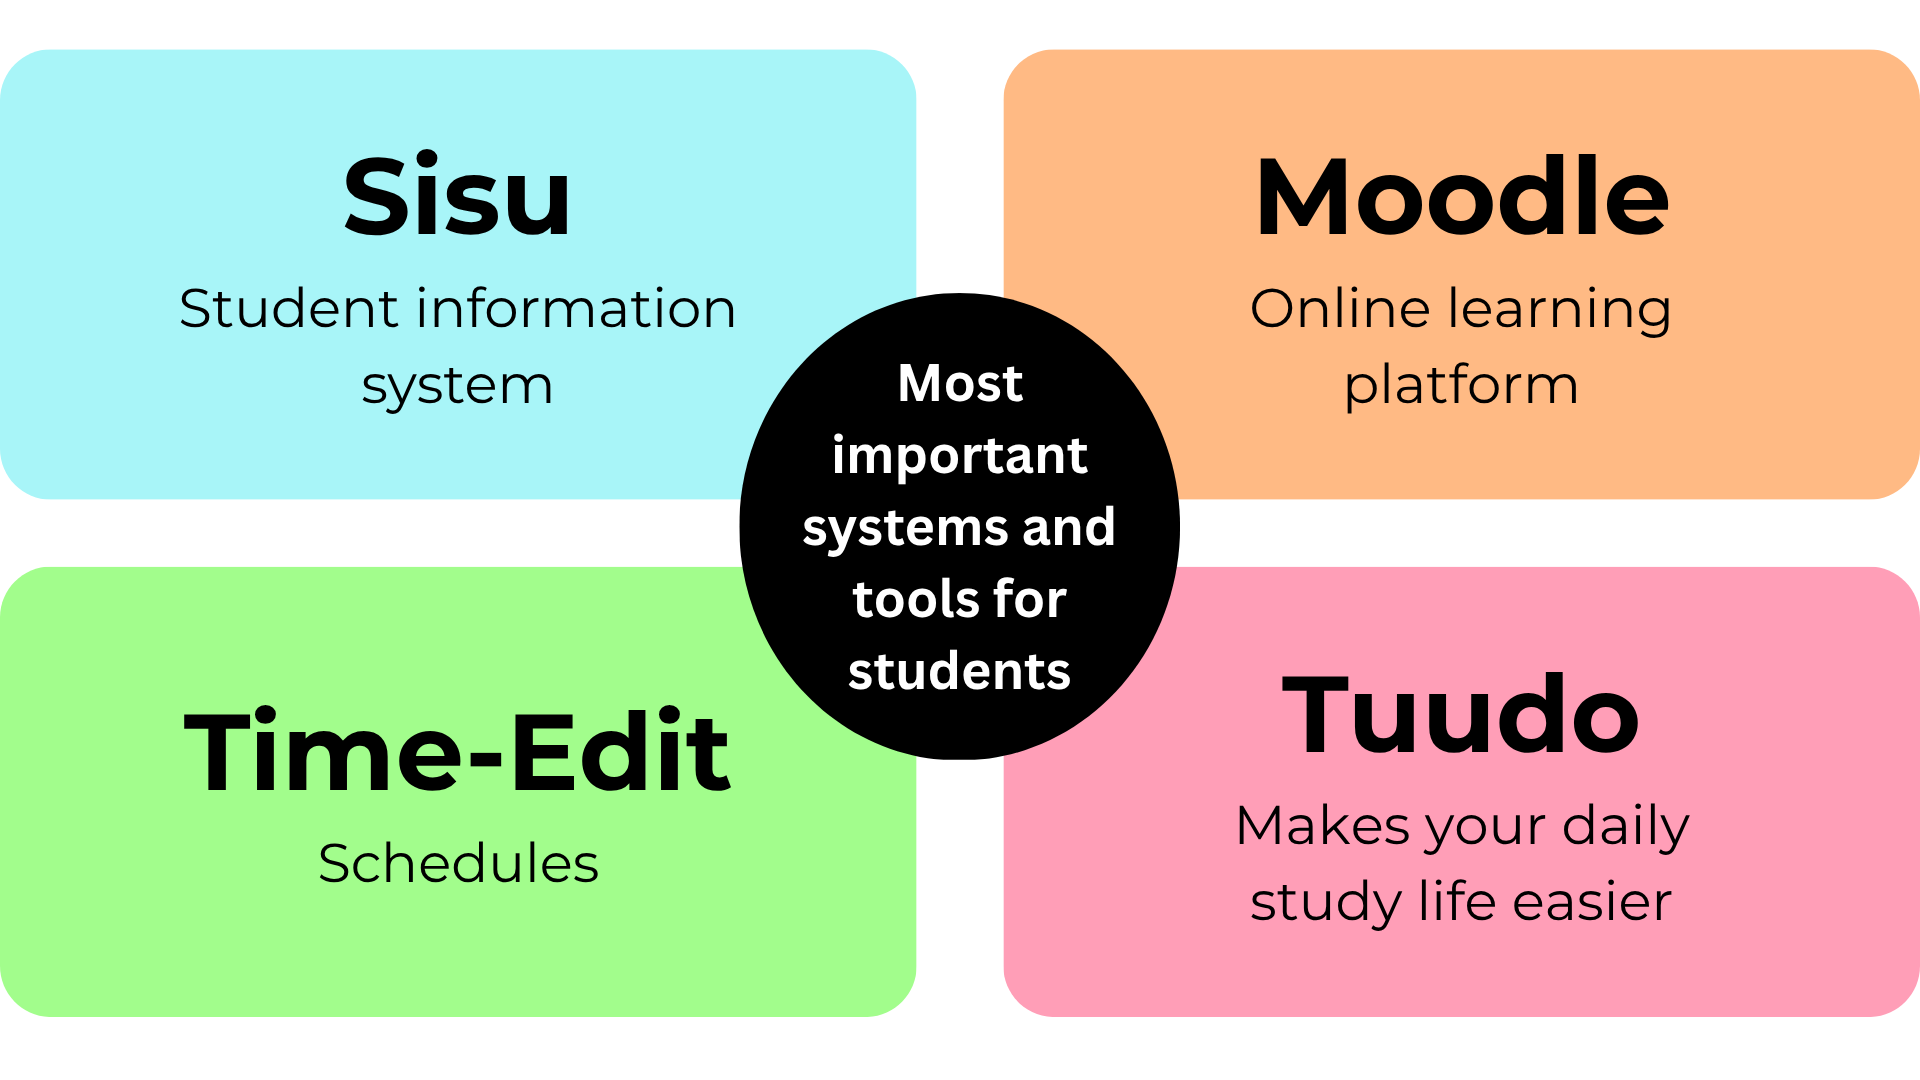 Sisu
Student information
system
Moodle
Online learning
platform
Most
important
systems and
tools for
students
Time-Edit
Schedules
Tuudo
Makes your daily
study life easier